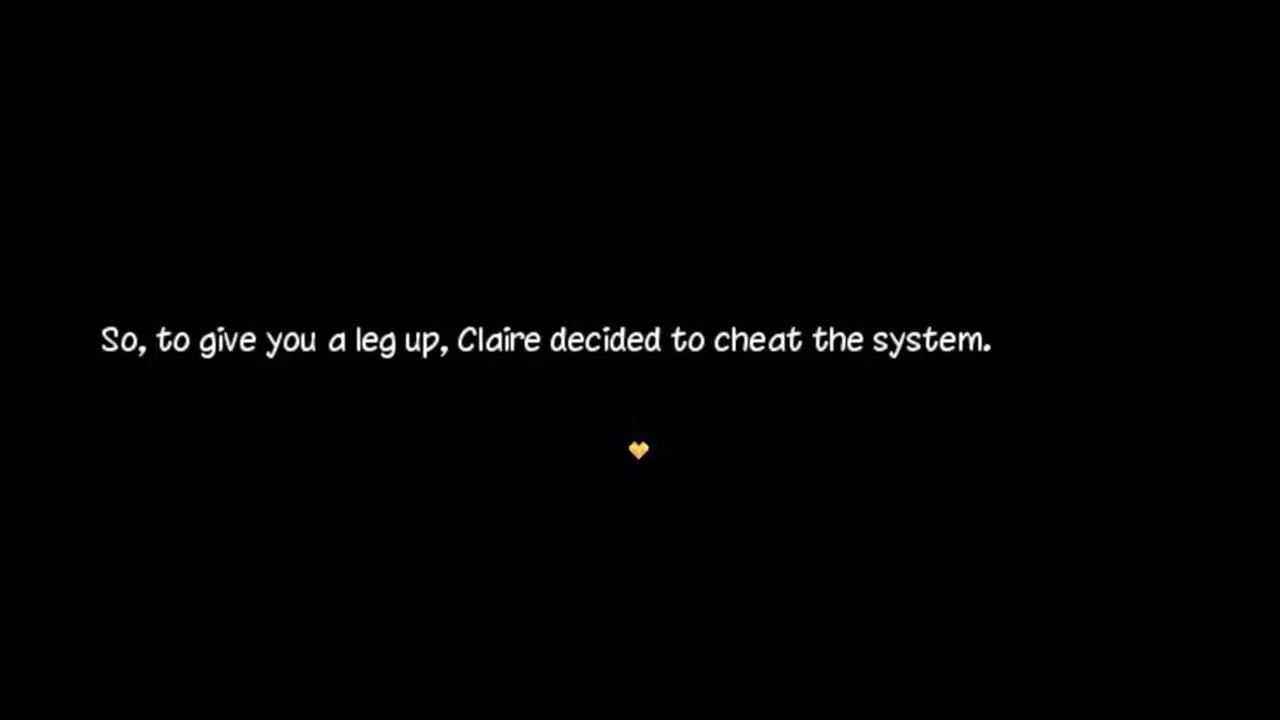 So, to give you a leg up, Claire decided to cheat the system.